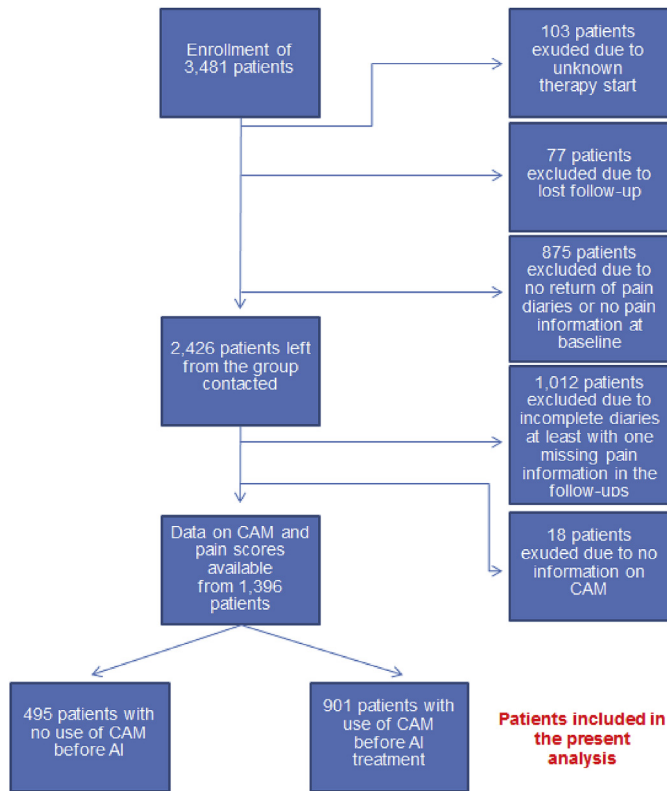 Enrollment of
3,481 patients
103 patients
exuded due to
unknown
therapy start
77 patients
excluded due to
lost follow-up
875 patients
excluded due to
no return of pain
diaries or no pain
information at
baseline
2,426 patients left
from the group
contacted
1,012 patients
excluded due to
incomplete diaries
at least with one
missing pain
information in the
follow-ups
18 patients
exuded due to no
information on
CAM
Data on CAM and
pain scores
available
from 1,396
patients
495 patients with
no use of CAM
before AI
901 patients with
use of CAM
before AI
treatment
Patients included in
the present
analysis